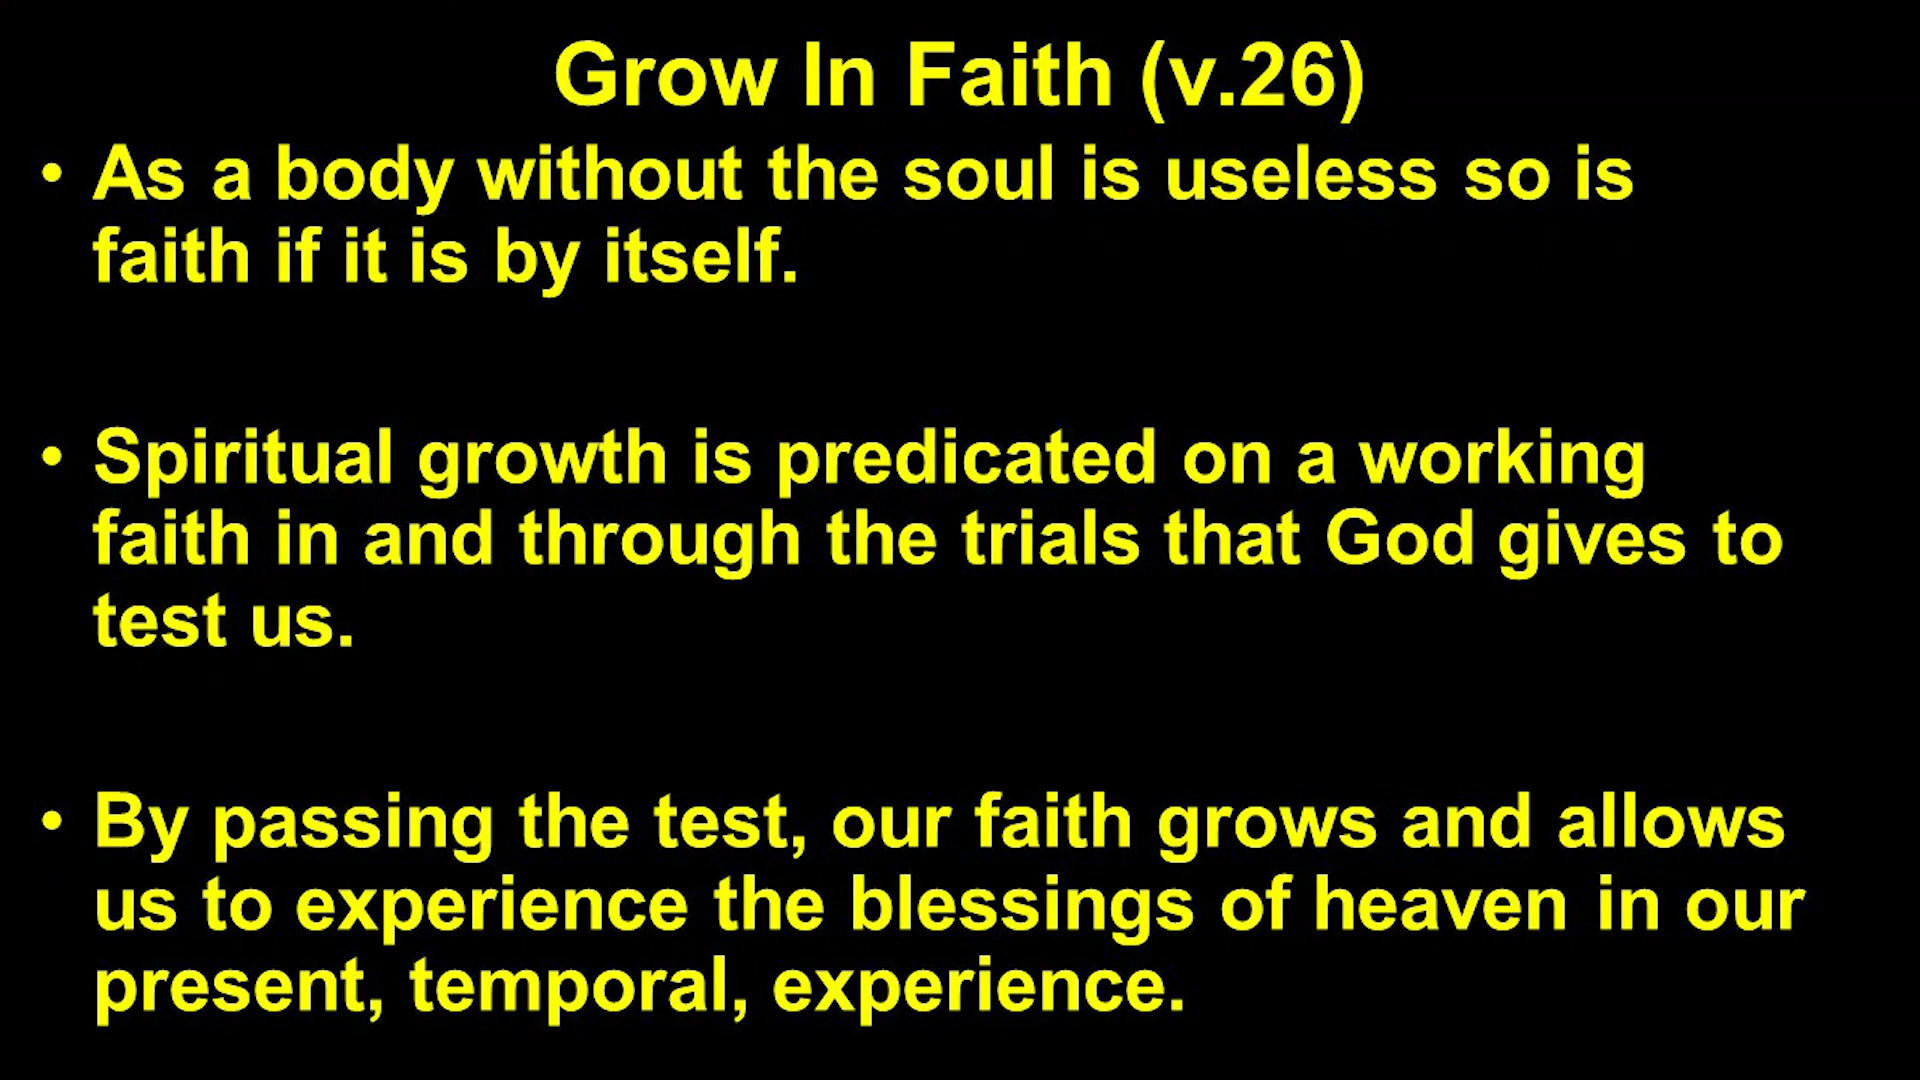 Grow In Faith (v.26)
• As a body without the soul is useless so is
faith if it is by itself.
• Spiritual growth is predicated on a working
faith in and through the trials that God gives to
test us.
• By passing the test, our faith grows and allows
us to experience the blessings of heaven in our
present, temporal, experience.